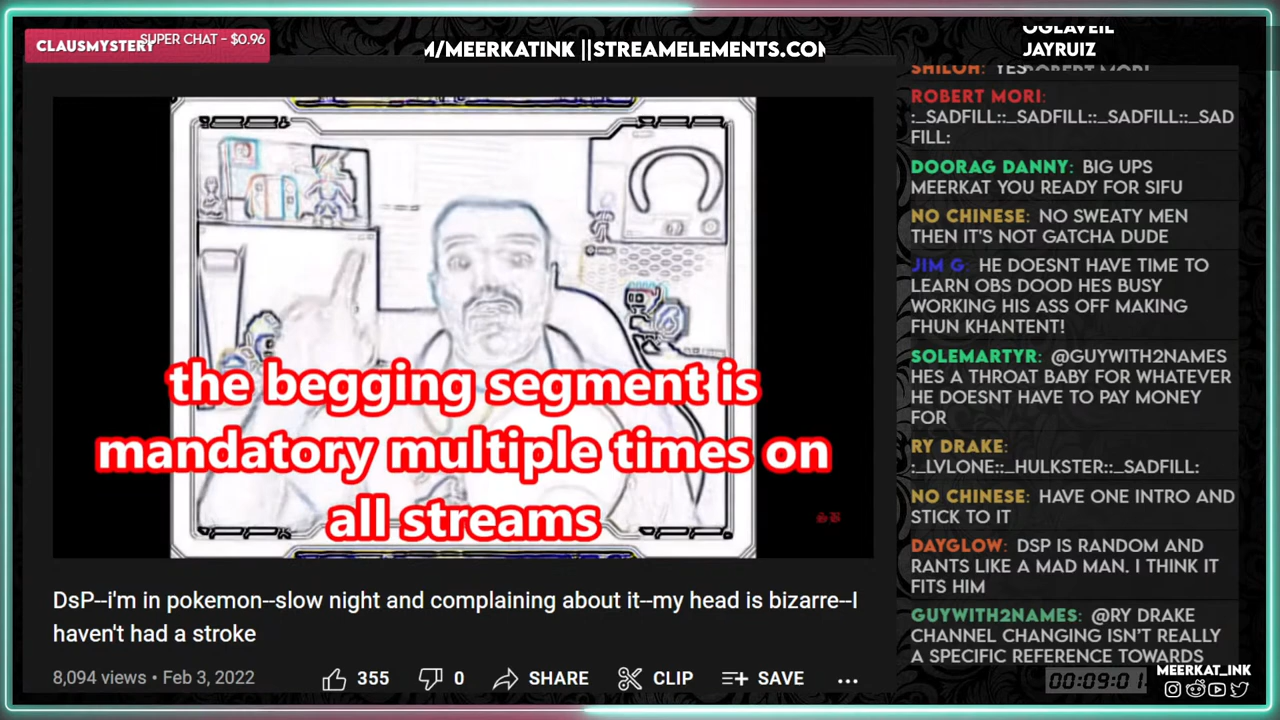 CLAUSMYSTERY
SUPER CHAT - $0.96
M/MEERKATINK ||STREAMELEMENTS.COM
OGLAVEIL
JAYRUIZ
SHILOH: YES
ROBERT MORI
ROBERT MORI:
:_SADFILL::_SADFILL::_SADFILL::_SAD
FILL:
DOORAG DANNY: BIG UPS
MEERKAT YOU READY FOR SIFU
NO CHINESE: NO SWEATY MEN
THEN IT'S NOT GATCHA DUDE
JIM G: HE DOESNT HAVE TIME TO
LEARN OBS DOOD HES BUSY
WORKING HIS ASS OFF MAKING
FHUN KHANTENT!
SOLEMARTYR: @GUYWITH2NAMES
HES A THROAT BABY FOR WHATEVER
HE DOESNT HAVE TO PAY MONEY
FOR
RY DRAKE:
:_LVLONE::_HULKSTER::_SADFILL:
NO CHINESE: HAVE ONE INTRO AND
STICK TO IT
DAYGLOW: DSP IS RANDOM AND
RANTS LIKE A MAD MAN. I THINK IT
FITS HIM
GUYWITH2NAMES: @RY DRAKE
CHANNEL CHANGING ISN'T REALLY
A SPECIFIC REFERENCE TOWARDS
the begging segment is
mandatory multiple times on
all streams
SB
DsP--i'm in pokemon--slow night and complaining about it--my head is bizarre--I
haven't had a stroke
8,094 views • Feb 3, 2022
355
0
SHARE
CLIP
SAVE
00:09:01
MEERKAT_INK